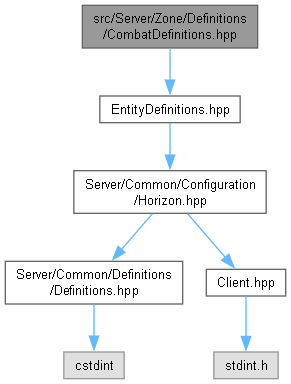 src/Server/Zone/Definitions
/CombatDefinitions.hpp
EntityDefinitions.hpp
Server/Common/Configuration
/Horizon.hpp
Server/Common/Definitions
/Definitions.hpp
Client.hpp
cstdint
stdint.h